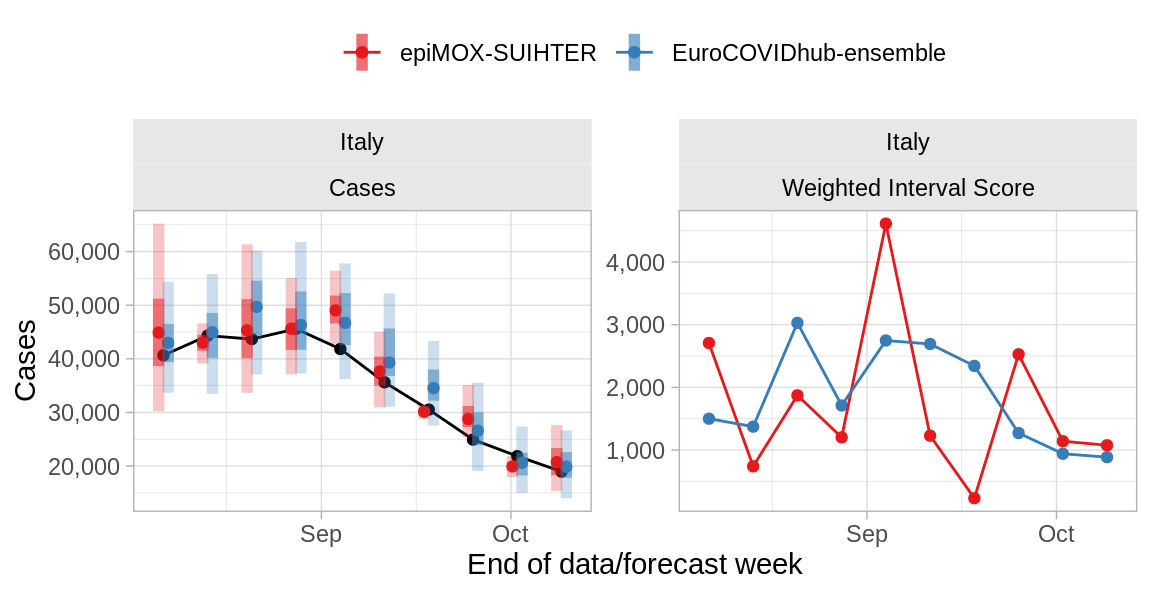 epiMOX-SUIHTER EuroCOVIDhub-ensemble
Italy Italy
Cases Weighted Interval Score
Cases
60,000
50,000
40,000
30,000
20,000
4,000
3,000
2,000
1,000
Sep Oct Sep Oct
End of data/forecast week